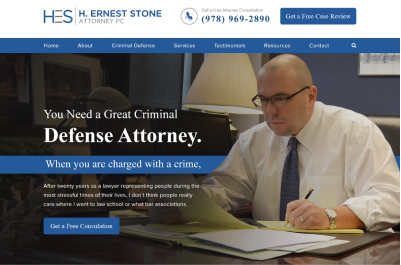 HES
H. ERNEST STONE
ATTORNEY PC
Call a Free Attorney Consultation
(978) 969-2890
Get a Free Case Review
Home About Criminal Defense Services Testimonials Resources Contact
You Need a Great Criminal
Defense Attorney.
When you are charged with a crime,
After twenty years as a lawyer representing people during the
most stressful times of their lives, I don't think people really
care where I went to law school or what bar associations.
Get a Free Consulation